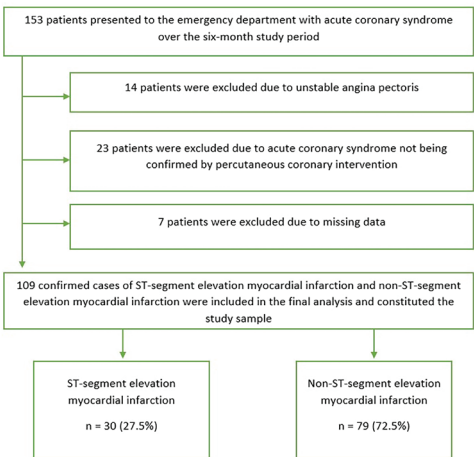 153 patients presented to the emergency department with acute coronary syndrome
over the six-month study period
14 patients were excluded due to unstable angina pectoris
23 patients were excluded due to acute coronary syndrome not being
confirmed by percutaneous coronary intervention
7 patients were excluded due to missing data
109 confirmed cases of ST-segment elevation myocardial infarction and non-ST-segment
elevation myocardial infarction were included in the final analysis and constituted the
study sample
ST-segment elevation
myocardial infarction
n = 30 (27.5%)
Non-ST-segment elevation
myocardial infarction
n = 79 (72.5%)